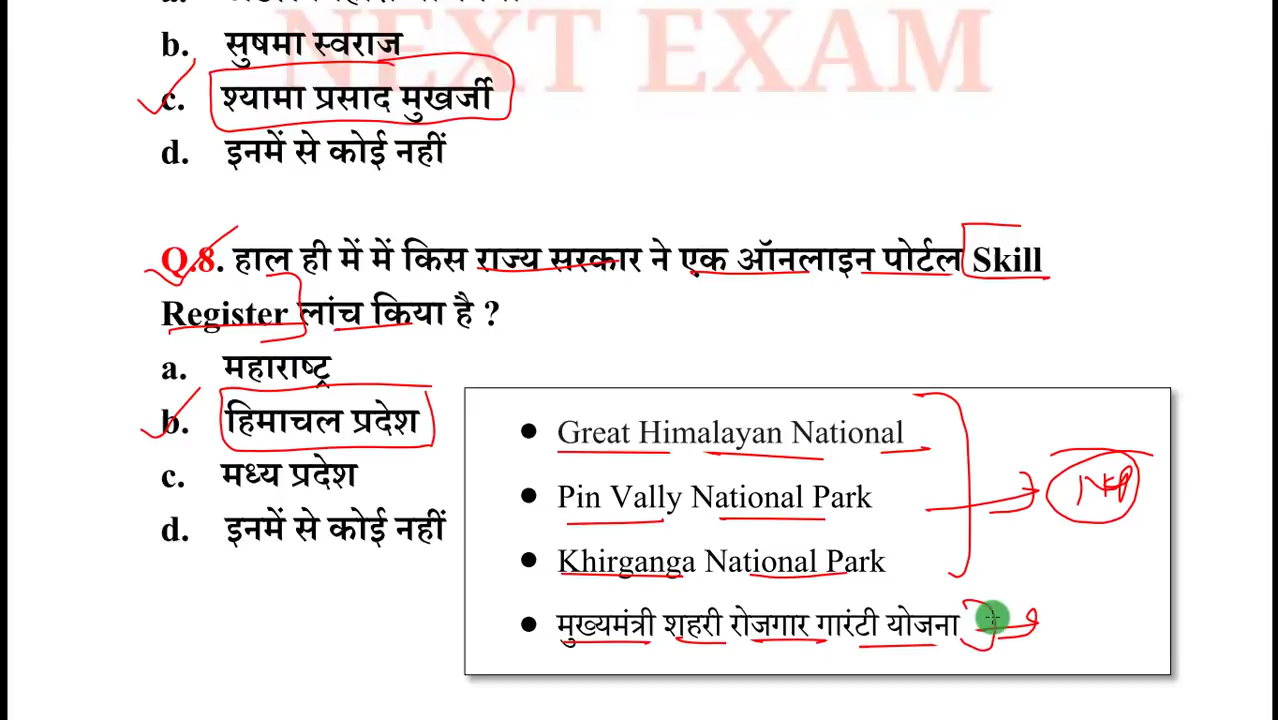 NEXT EXAM
b. सुषमा स्वराज
c. श्यामा प्रसाद मुखर्जी
d. इनमें से कोई नहीं
Q.8. हाल ही में में किस राज्य सरकार ने एक ऑनलाइन पोर्टल Skill
Register लांच किया है ?
a. महाराष्ट्र
b. हिमाचल प्रदेश
c. मध्य प्रदेश
d. इनमें से कोई नहीं
• Great Himalayan National
• Pin Vally National Park
• Khirganga National Park
• मुख्यमंत्री शहरी रोजगार गारंटी योजना